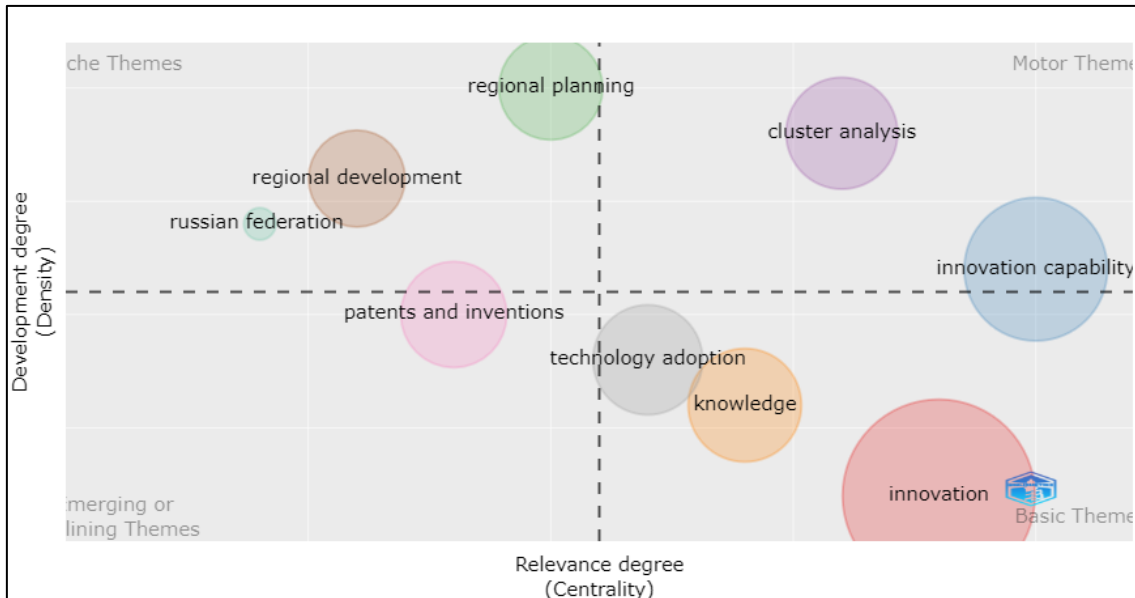 che Themes
Motor Theme
regional planning
cluster analysis
regional development
russian federation
innovation capability
patents and inventions
technology adoption
knowledge
innovation
Emerging or
lining Themes
Basic Theme
Development degree
(Density)
Relevance degree
(Centrality)